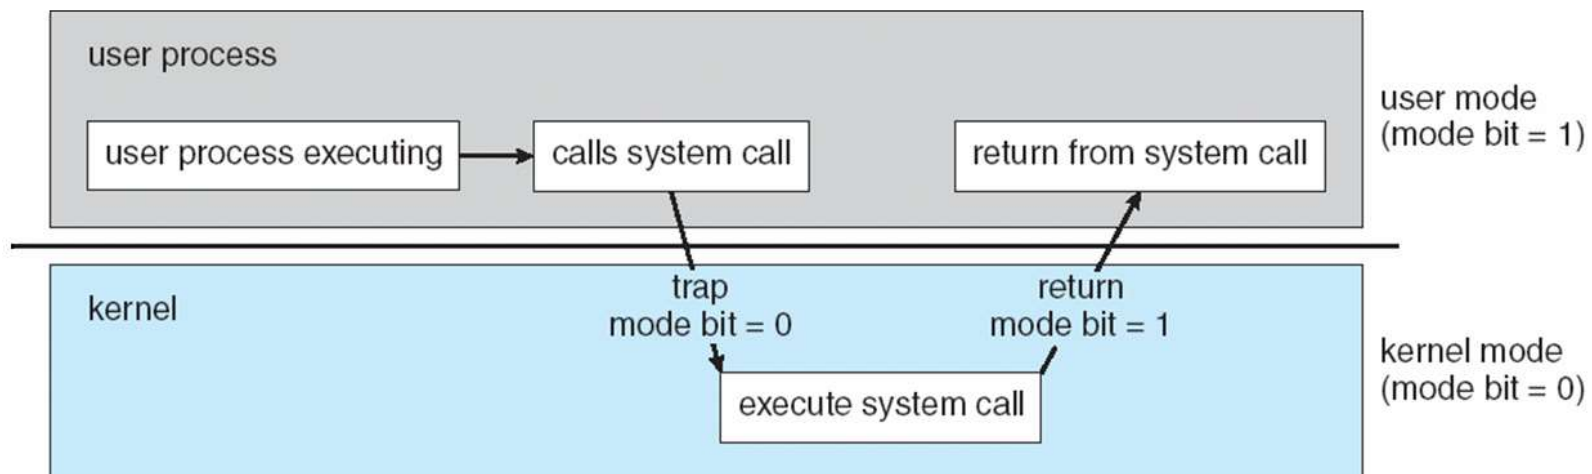 user process
user process executing
calls system call
return from system call
user mode
(mode bit = 1)
kernel
trap
mode bit = 0
return
mode bit = 1
execute system call
kernel mode
(mode bit = 0)